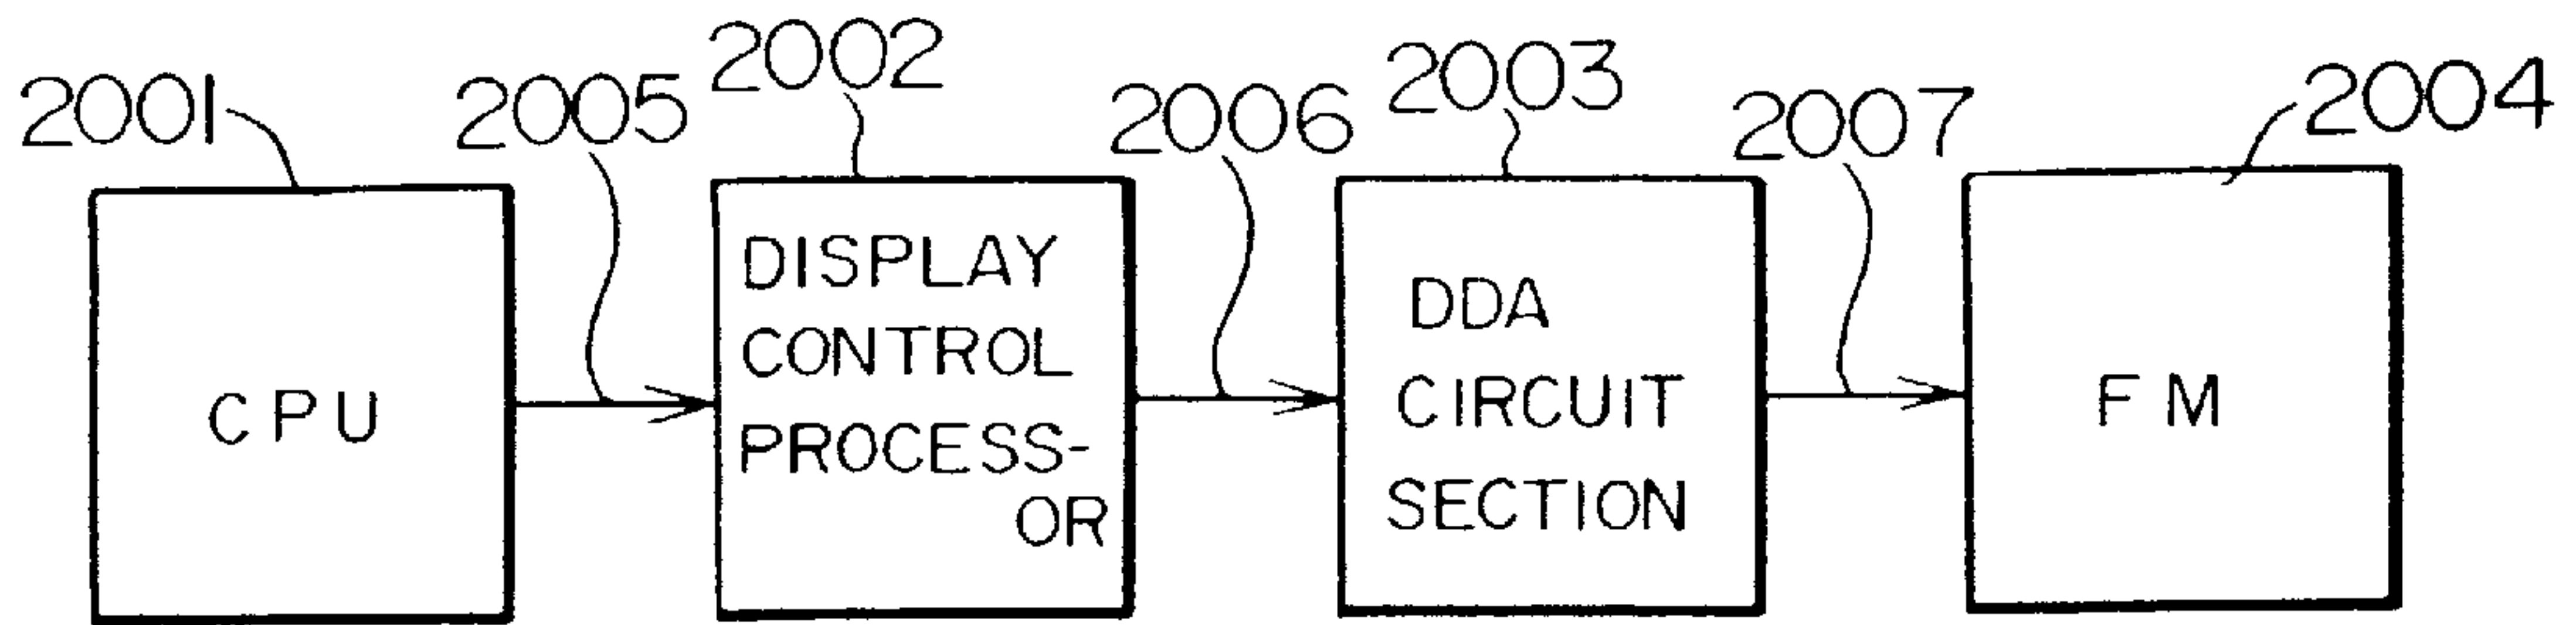 2001
2005
2002
2006
2003
2007
2004
CPU
DISPLAY
CONTROL
PROCESS-
OR
DDA
CIRCUIT
SECTION
FM